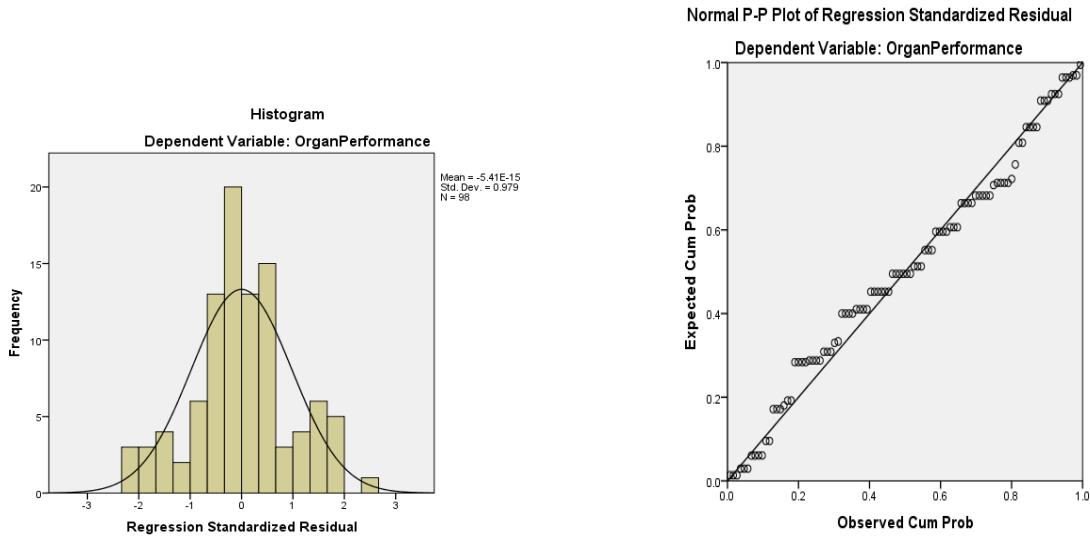 Histogram
Dependent Variable: OrganPerformance
Mean = -5.41E-15
Std. Dev. = 0.979
N = 98
Frequency
20
15
10
5
0
-3
-2
-1
0
1
2
3
Regression Standardized Residual
Normal P-P Plot of Regression Standardized Residual
Dependent Variable: OrganPerformance
Expected Cum Prob
1.0
0.8
0.6
0.4
0.2
0.0
0.0
0.2
0.4
0.6
0.8
1.0
Observed Cum Prob